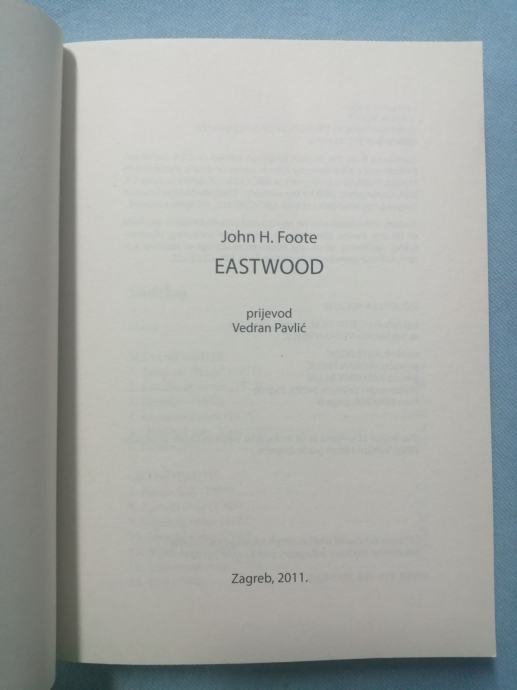 John H. Foote
EASTWOOD
prijevod
Vedran Pavlić
Zagreb, 2011.